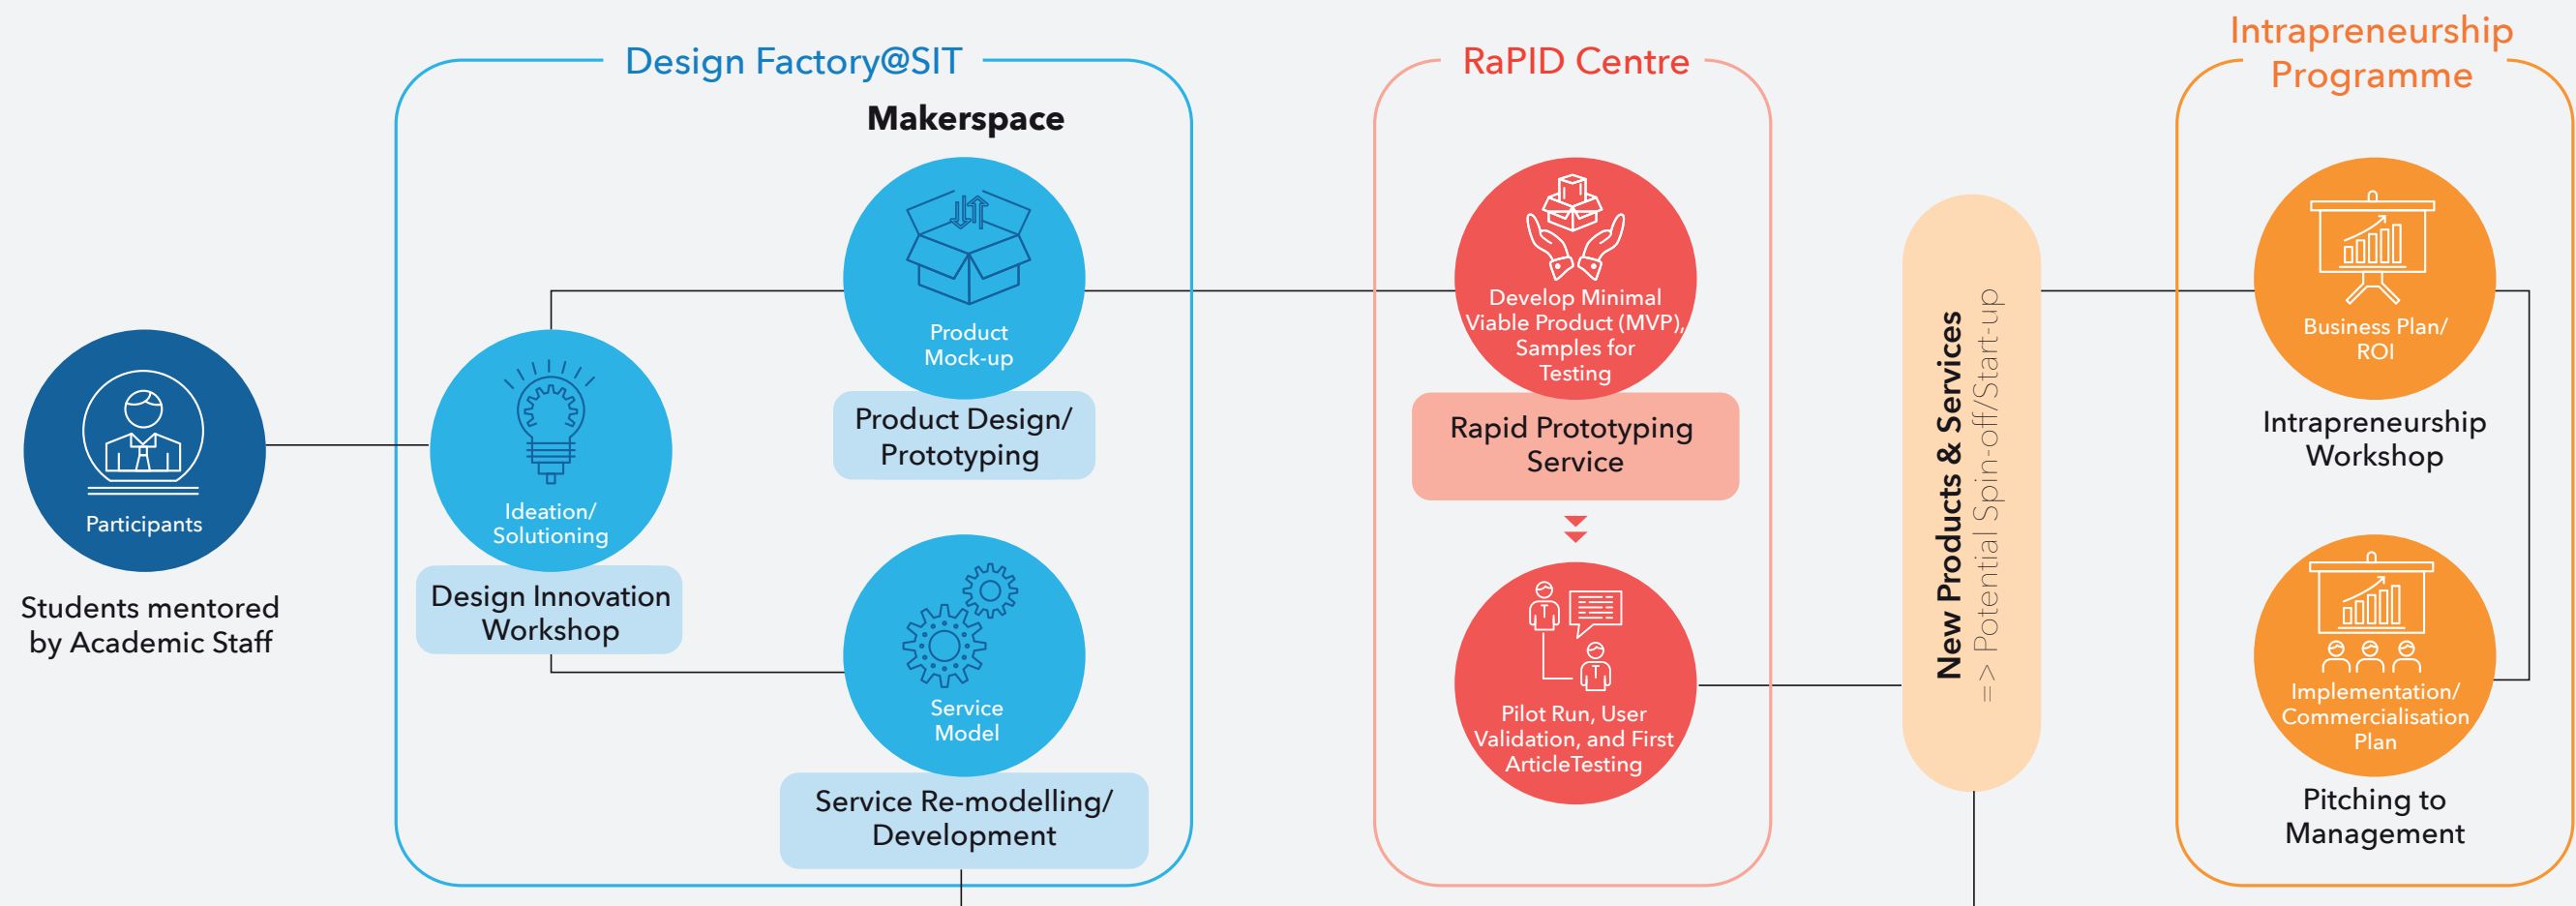 Design Factory@SIT
Makerspace
Participants
Students mentored
by Academic Staff
Ideation/
Solutioning
Design Innovation
Workshop
Product
Mock-up
Product Design/
Prototyping
Service
Model
Service Re-modelling/
Development
RaPID Centre
Develop Minimal
Viable Product (MVP),
Samples for
Testing
Rapid Prototyping
Service
Pilot Run, User
Validation, and First
ArticleTesting
New Products & Services
=> Potential Spin-off/Start-up
Intrapreneurship
Programme
Business Plan/
ROI
Intrapreneurship
Workshop
Implementation/
Commercialisation
Plan
Pitching to
Management